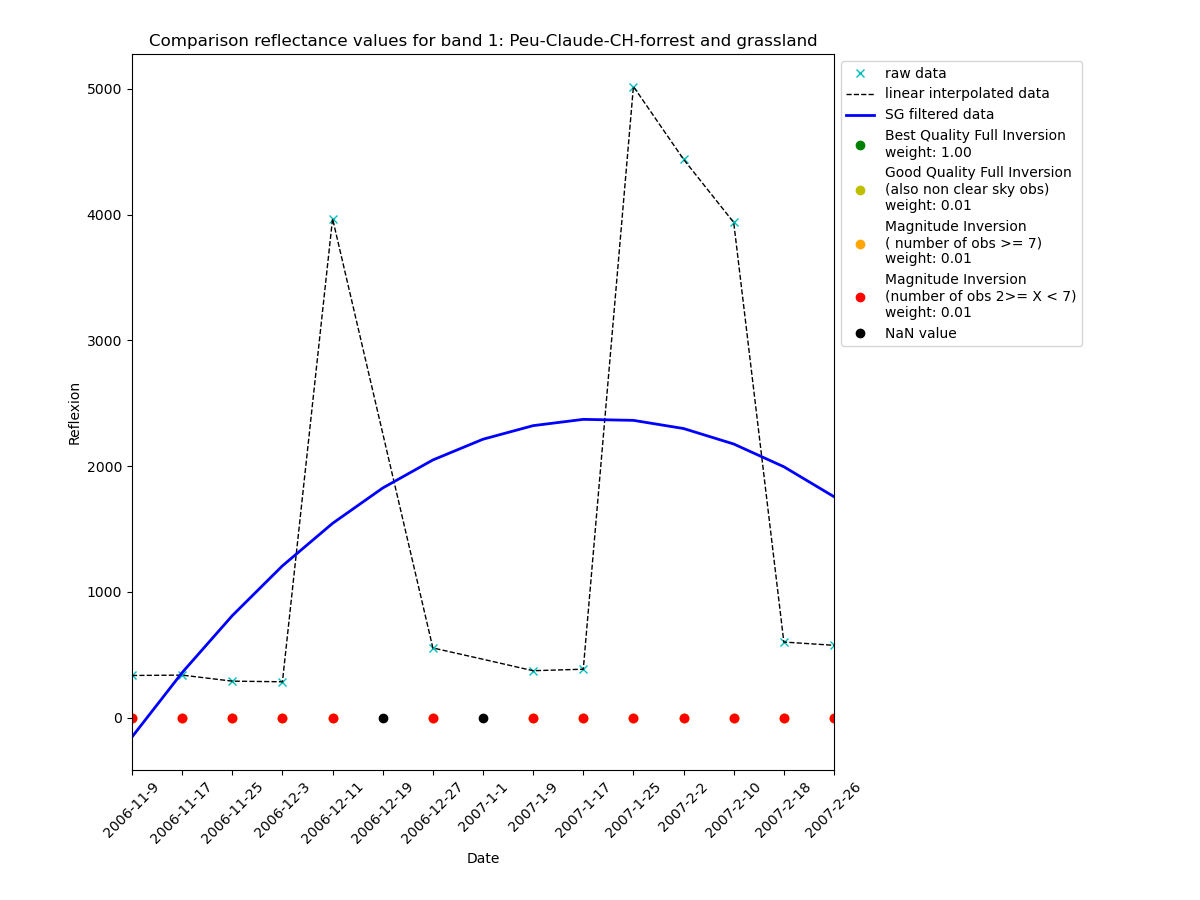 Comparison reflectance values for band 1: Peu-Claude-CH-forrest and grassland
raw data
linear interpolated data
SG filtered data
Best Quality Full Inversion
weight: 1.00
Good Quality Full Inversion
(also non clear sky obs)
weight: 0.01
Magnitude Inversion
( number of obs >= 7)
weight: 0.01
Magnitude Inversion
(number of obs 2>= X < 7)
weight: 0.01
NaN value
5000
4000
3000
2000
1000
0
Reflexion
2006-11-9
2006-11-17
2006-11-25
2006-12-3
2006-12-11
2006-12-19
2006-12-27
2007-1-1
2007-1-9
2007-1-17
2007-1-25
2007-2-2
2007-2-10
2007-2-18
2007-2-26
Date